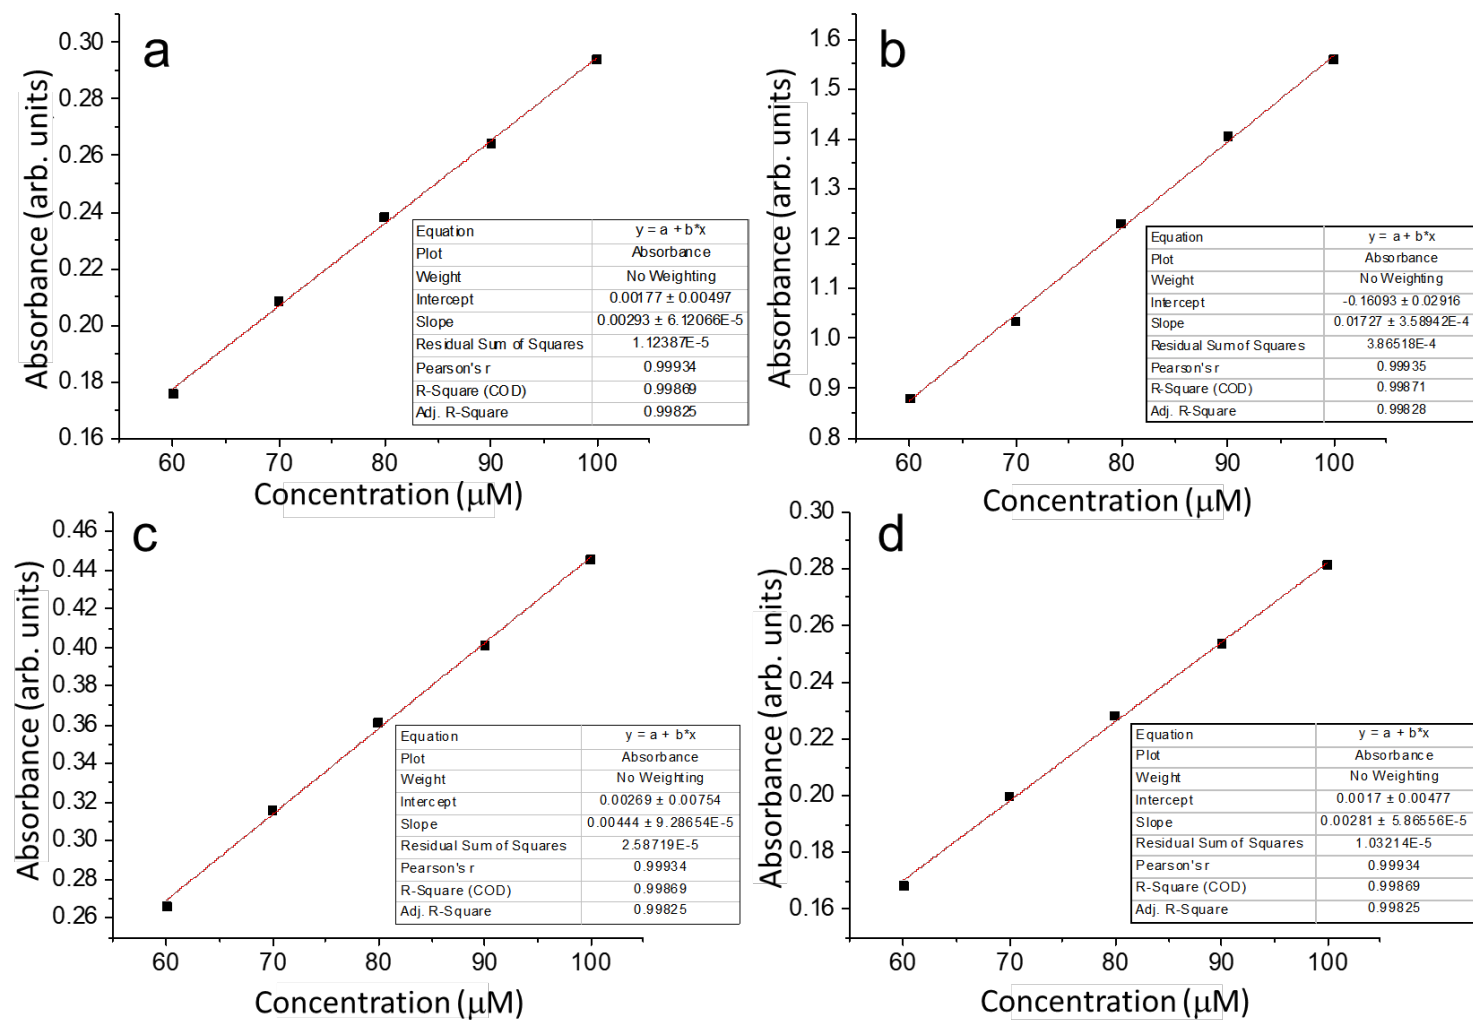 a
Absorbance (arb. units)
0.30
0.28
0.26
0.24
0.22
0.20
0.18
0.16
60 70 80 90 100
Concentration (μM)
Equation y = a + b*x
Plot Absorbance
Weight No Weighting
Intercept 0.00177 ± 0.00497
Slope 0.00293 ± 6.12066E-5
Residual Sum of Squares 1.12387E-5
Pearson's r 0.99934
R-Square (COD) 0.99869
Adj. R-Square 0.99825
b
Absorbance (arb. units)
1.6
1.5
1.4
1.3
1.2
1.1
1.0
0.9
0.8
60 70 80 90 100
Concentration (μM)
Equation y = a + b*x
Plot Absorbance
Weight No Weighting
Intercept -0.16093 ± 0.02916
Slope 0.01727 ± 3.58942E-4
Residual Sum of Squares 3.86518E-4
Pearson's r 0.99935
R-Square (COD) 0.99871
Adj. R-Square 0.99828
c
Absorbance (arb. units)
0.46
0.44
0.42
0.40
0.38
0.36
0.34
0.32
0.30
0.28
0.26
60 70 80 90 100
Concentration (μM)
Equation y = a + b*x
Plot Absorbance
Weight No Weighting
Intercept 0.00269 ± 0.00754
Slope 0.00444 ± 9.28654E-5
Residual Sum of Squares 2.58719E-5
Pearson's r 0.99934
R-Square (COD) 0.99869
Adj. R-Square 0.99825
d
Absorbance (arb. units)
0.30
0.28
0.26
0.24
0.22
0.20
0.18
0.16
60 70 80 90 100
Concentration (μM)
Equation y = a + b*x
Plot Absorbance
Weight No Weighting
Intercept 0.0017 ± 0.00477
Slope 0.00281 ± 5.86556E-5
Residual Sum of Squares 1.03214E-5
Pearson's r 0.99934
R-Square (COD) 0.99869
Adj. R-Square 0.99825